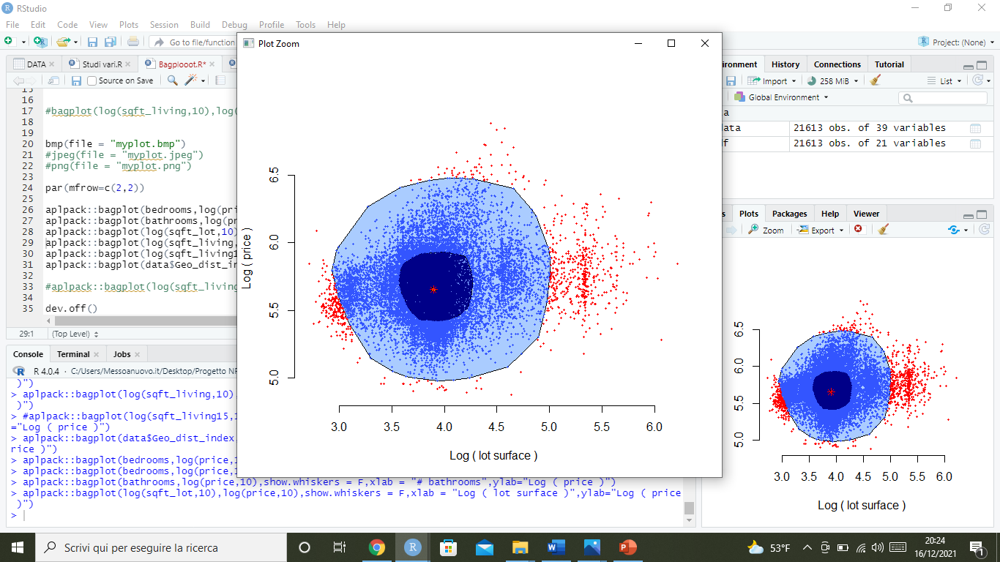 RStudio
File Edit Code View Plots Session Build Debug Profile Tools Help
Go to file/function
Project: (None)
Plot Zoom
DATA
Studi vari.R
Bagplooot.R*
Source on Save
16
17 #bagplot(log(sqft_living,10),log(
18
19
20 bmp(file = "myplot.bmp")
21 #jpeg(file = "myplot.jpeg")
22 #png(file = "myplot.png")
23
24 par(mfrow=c(2,2))
25
26 aplpack::bagplot(bedrooms,log(pri
27 aplpack::bagplot(bathrooms,log(pr
28 aplpack::bagplot(log(sqft_lot,10)
29 aplpack::bagplot(log(sqft_living,
30 aplpack::bagplot(log(sqft_living1
31 aplpack::bagplot(data$Geo_dist_in
32
33 #aplpack::bagplot(log(sqft_living
34
35 dev.off()
29:1 (Top Level)
Console Terminal Jobs
R 4.0.4 · C:/Users/Messoanuovo.it/Desktop/Progetto NF
)")
> aplpack::bagplot(log(sqft_living,10)
)")
> #aplpack::bagplot(log(sqft_living15,1
="Log ( price )")
> aplpack::bagplot(data$Geo_dist_index,
rice )")
> aplpack::bagplot(bedrooms,log(price,1
> aplpack::bagplot(bedrooms,log(price,1
> aplpack::bagplot(bathrooms,log(price,10),show.whiskers = F,xlab = "# bathrooms",ylab="Log ( price )")
> aplpack::bagplot(log(sqft_lot,10),log(price,10),show.whiskers = F,xlab = "Log ( lot surface )",ylab="Log ( price
)")
>
6.5
6.0
5.5
5.0
Log ( price )
3.0 3.5 4.0 4.5 5.0 5.5 6.0
Log ( lot surface )
ironment History Connections Tutorial
Import 258 MiB List
Global Environment
a
data 21613 obs. of 39 variables
f 21613 obs. of 21 variables
s Plots Packages Help Viewer
Zoom Export
6.5
6.0
5.5
5.0
3.0 3.5 4.0 4.5 5.0 5.5 6.0
Log ( lot surface )
Scrivi qui per eseguire la ricerca
53°F
20:24
16/12/2021
1